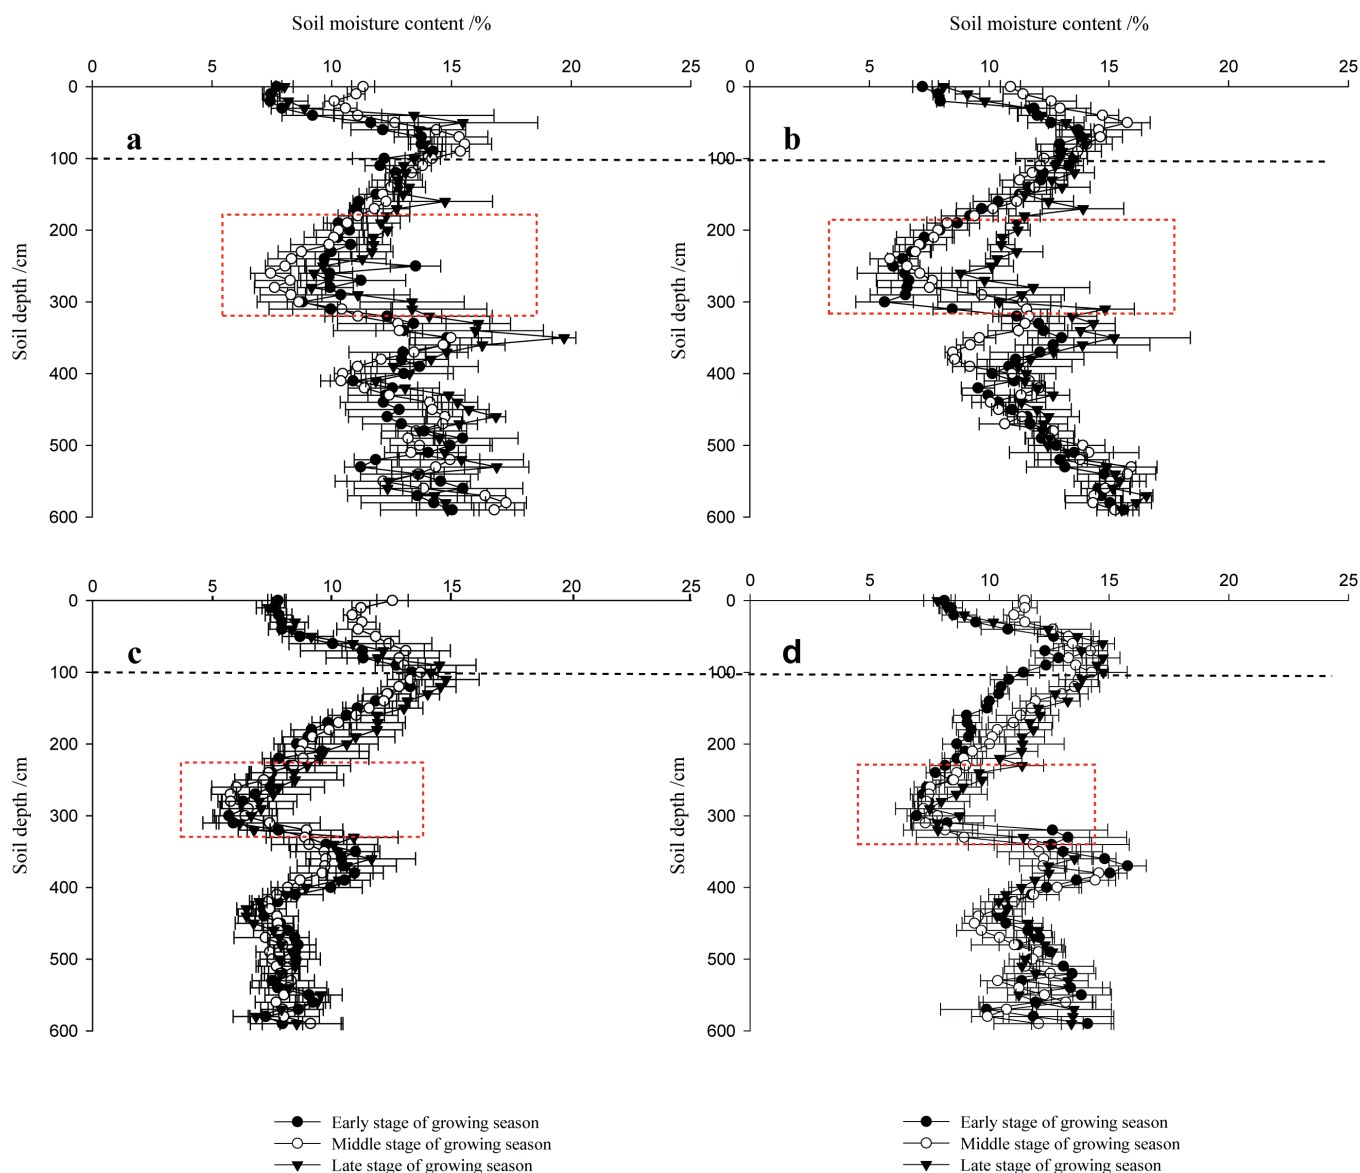 Soil moisture content /%
Soil moisture content /%
0 5 10 15 20 25
0 5 10 15 20 25
0
100
200
300
400
500
600
Soil depth /cm
a
0
100
200
300
400
500
600
Soil depth /cm
b
0 5 10 15 20 25
0 5 10 15 20 25
0
100
200
300
400
500
600
Soil depth /cm
c
0
100
200
300
400
500
600
Soil depth /cm
d
Early stage of growing season
Middle stage of growing season
Late stage of growing season
Early stage of growing season
Middle stage of growing season
Late stage of growing season